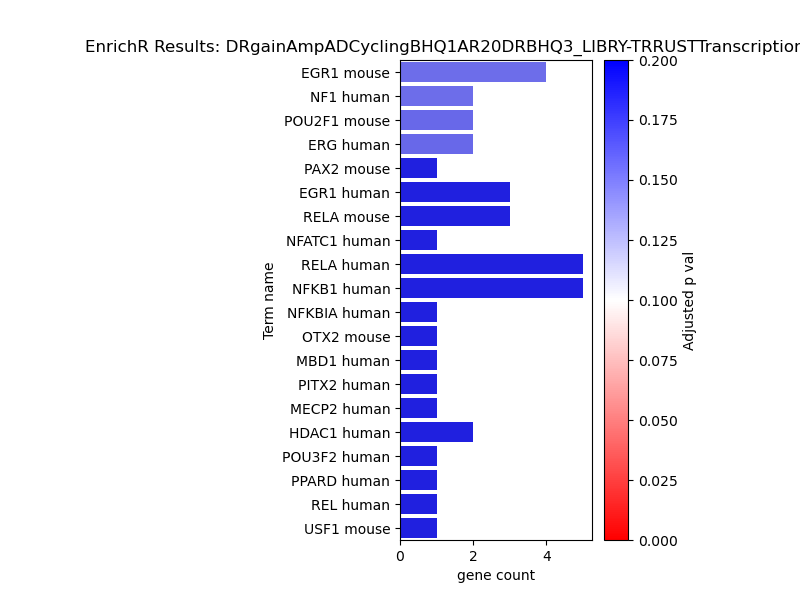 EnrichR Results: DRgainAmpADCyclingBHQ1AR20DRBHQ3_LIBRY-TRRUSTTranscription
EGR1 mouse
NF1 human
POU2F1 mouse
ERG human
PAX2 mouse
EGR1 human
RELA mouse
NFATC1 human
RELA human
NFKB1 human
NFKBIA human
OTX2 mouse
MBD1 human
PITX2 human
MECP2 human
HDAC1 human
POU3F2 human
PPARD human
REL human
USF1 mouse
Term name
0 2 4
gene count
0.200
0.175
0.150
0.125
0.100
0.075
0.050
0.025
0.000
Adjusted p val